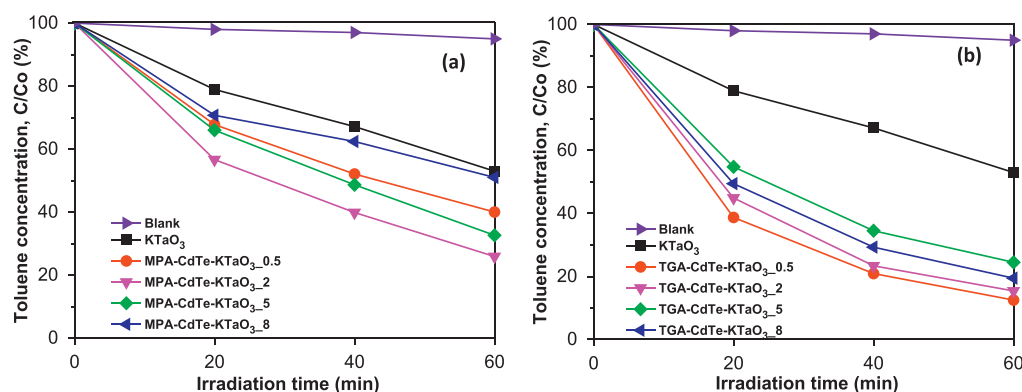 Toluene concentration, C/Co (%)
100
80
60
40
20
0
(a)
Blank
KTaO₃
MPA-CdTe-KTaO₃_0.5
MPA-CdTe-KTaO₃_2
MPA-CdTe-KTaO₃_5
MPA-CdTe-KTaO₃_8
0 20 40 60
Irradiation time (min)
Toluene concentration, C/Co (%)
100
80
60
40
20
0
(b)
Blank
KTaO₃
TGA-CdTe-KTaO₃_0.5
TGA-CdTe-KTaO₃_2
TGA-CdTe-KTaO₃_5
TGA-CdTe-KTaO₃_8
0 20 40 60
Irradiation time (min)